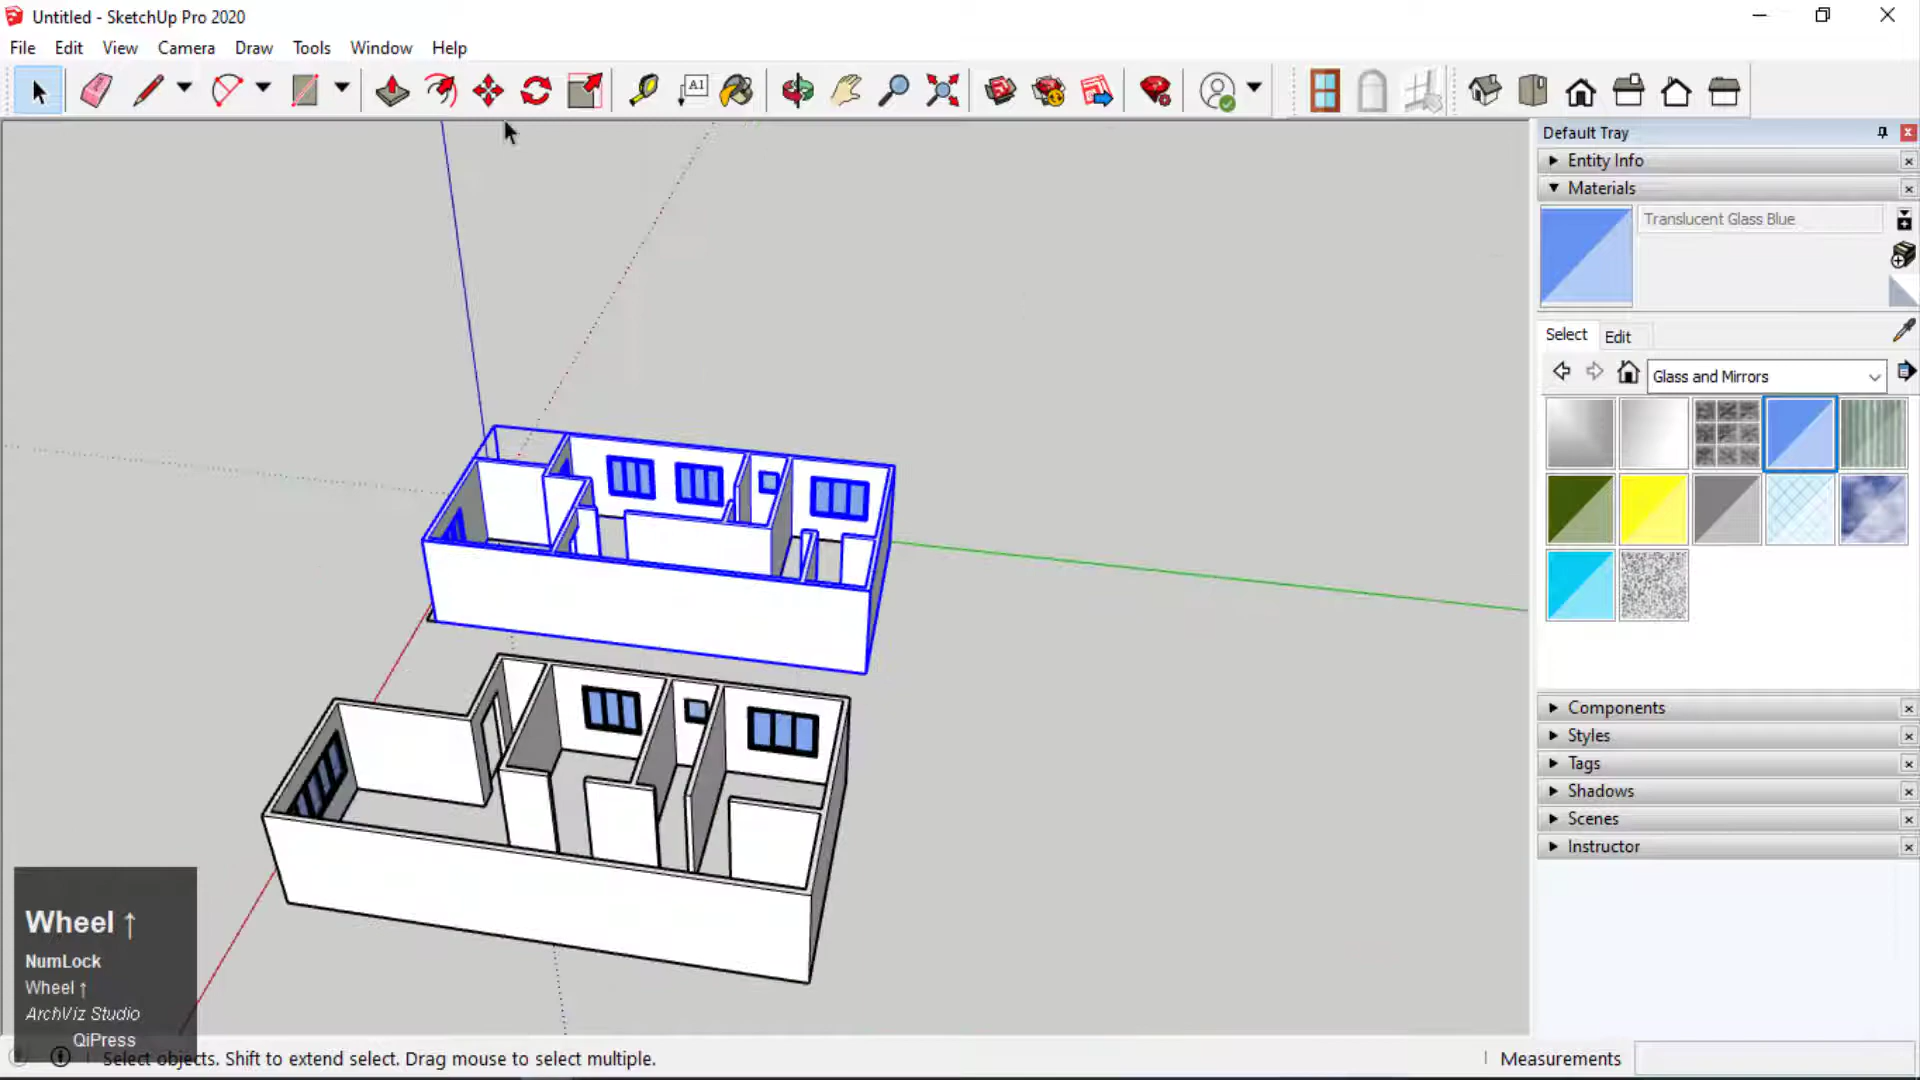 Untitled - SketchUp Pro 2020
File Edit View Camera Draw Tools Window Help
A1
Default Tray
Entity Info
Materials
Translucent Glass Blue
Select Edit
Glass and Mirrors
Components
Styles
Tags
Shadows
Scenes
Instructor
Wheel ↑
NumLock
Wheel ↑
ArchViz Studio
QiPress
Select objects. Shift to extend select. Drag mouse to select multiple.
Measurements